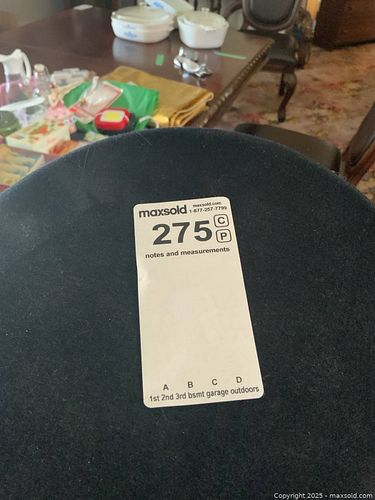 maxsold maxsold.com
1-877-257-7799
275 C
P
notes and measurements
A B C D
1st 2nd 3rd bsmt garage outdoors
Copyright 2025 - maxsold.com